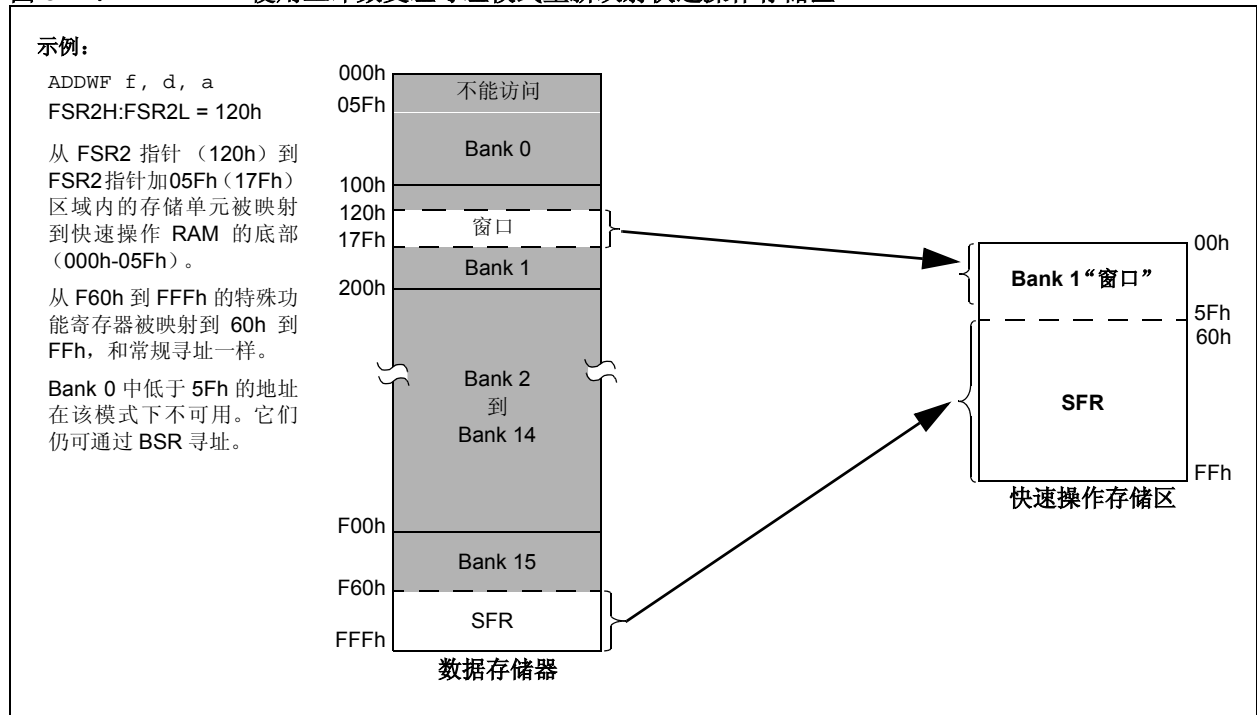 示例：
ADDWF f, d, a
FSR2H:FSR2L = 120h
从 FSR2 指针 （120h）到
FSR2指针加05Fh（17Fh）
区域内的存储单元被映射
到快速操作 RAM 的底部
（000h-05Fh）。
从 F60h 到 FFFh 的特殊功
能寄存器被映射到 60h 到
FFh，和常规寻址一样。
Bank 0 中低于 5Fh 的地址
在该模式下不可用。它们
仍可通过 BSR 寻址。
000h
不能访问
05Fh
Bank 0
100h
120h
窗口
17Fh
Bank 1
200h
Bank 2
到
Bank 14
F00h
Bank 15
F60h
SFR
FFFh
数据存储器
00h
Bank 1“窗口”
5Fh
60h
SFR
FFh
快速操作存储区